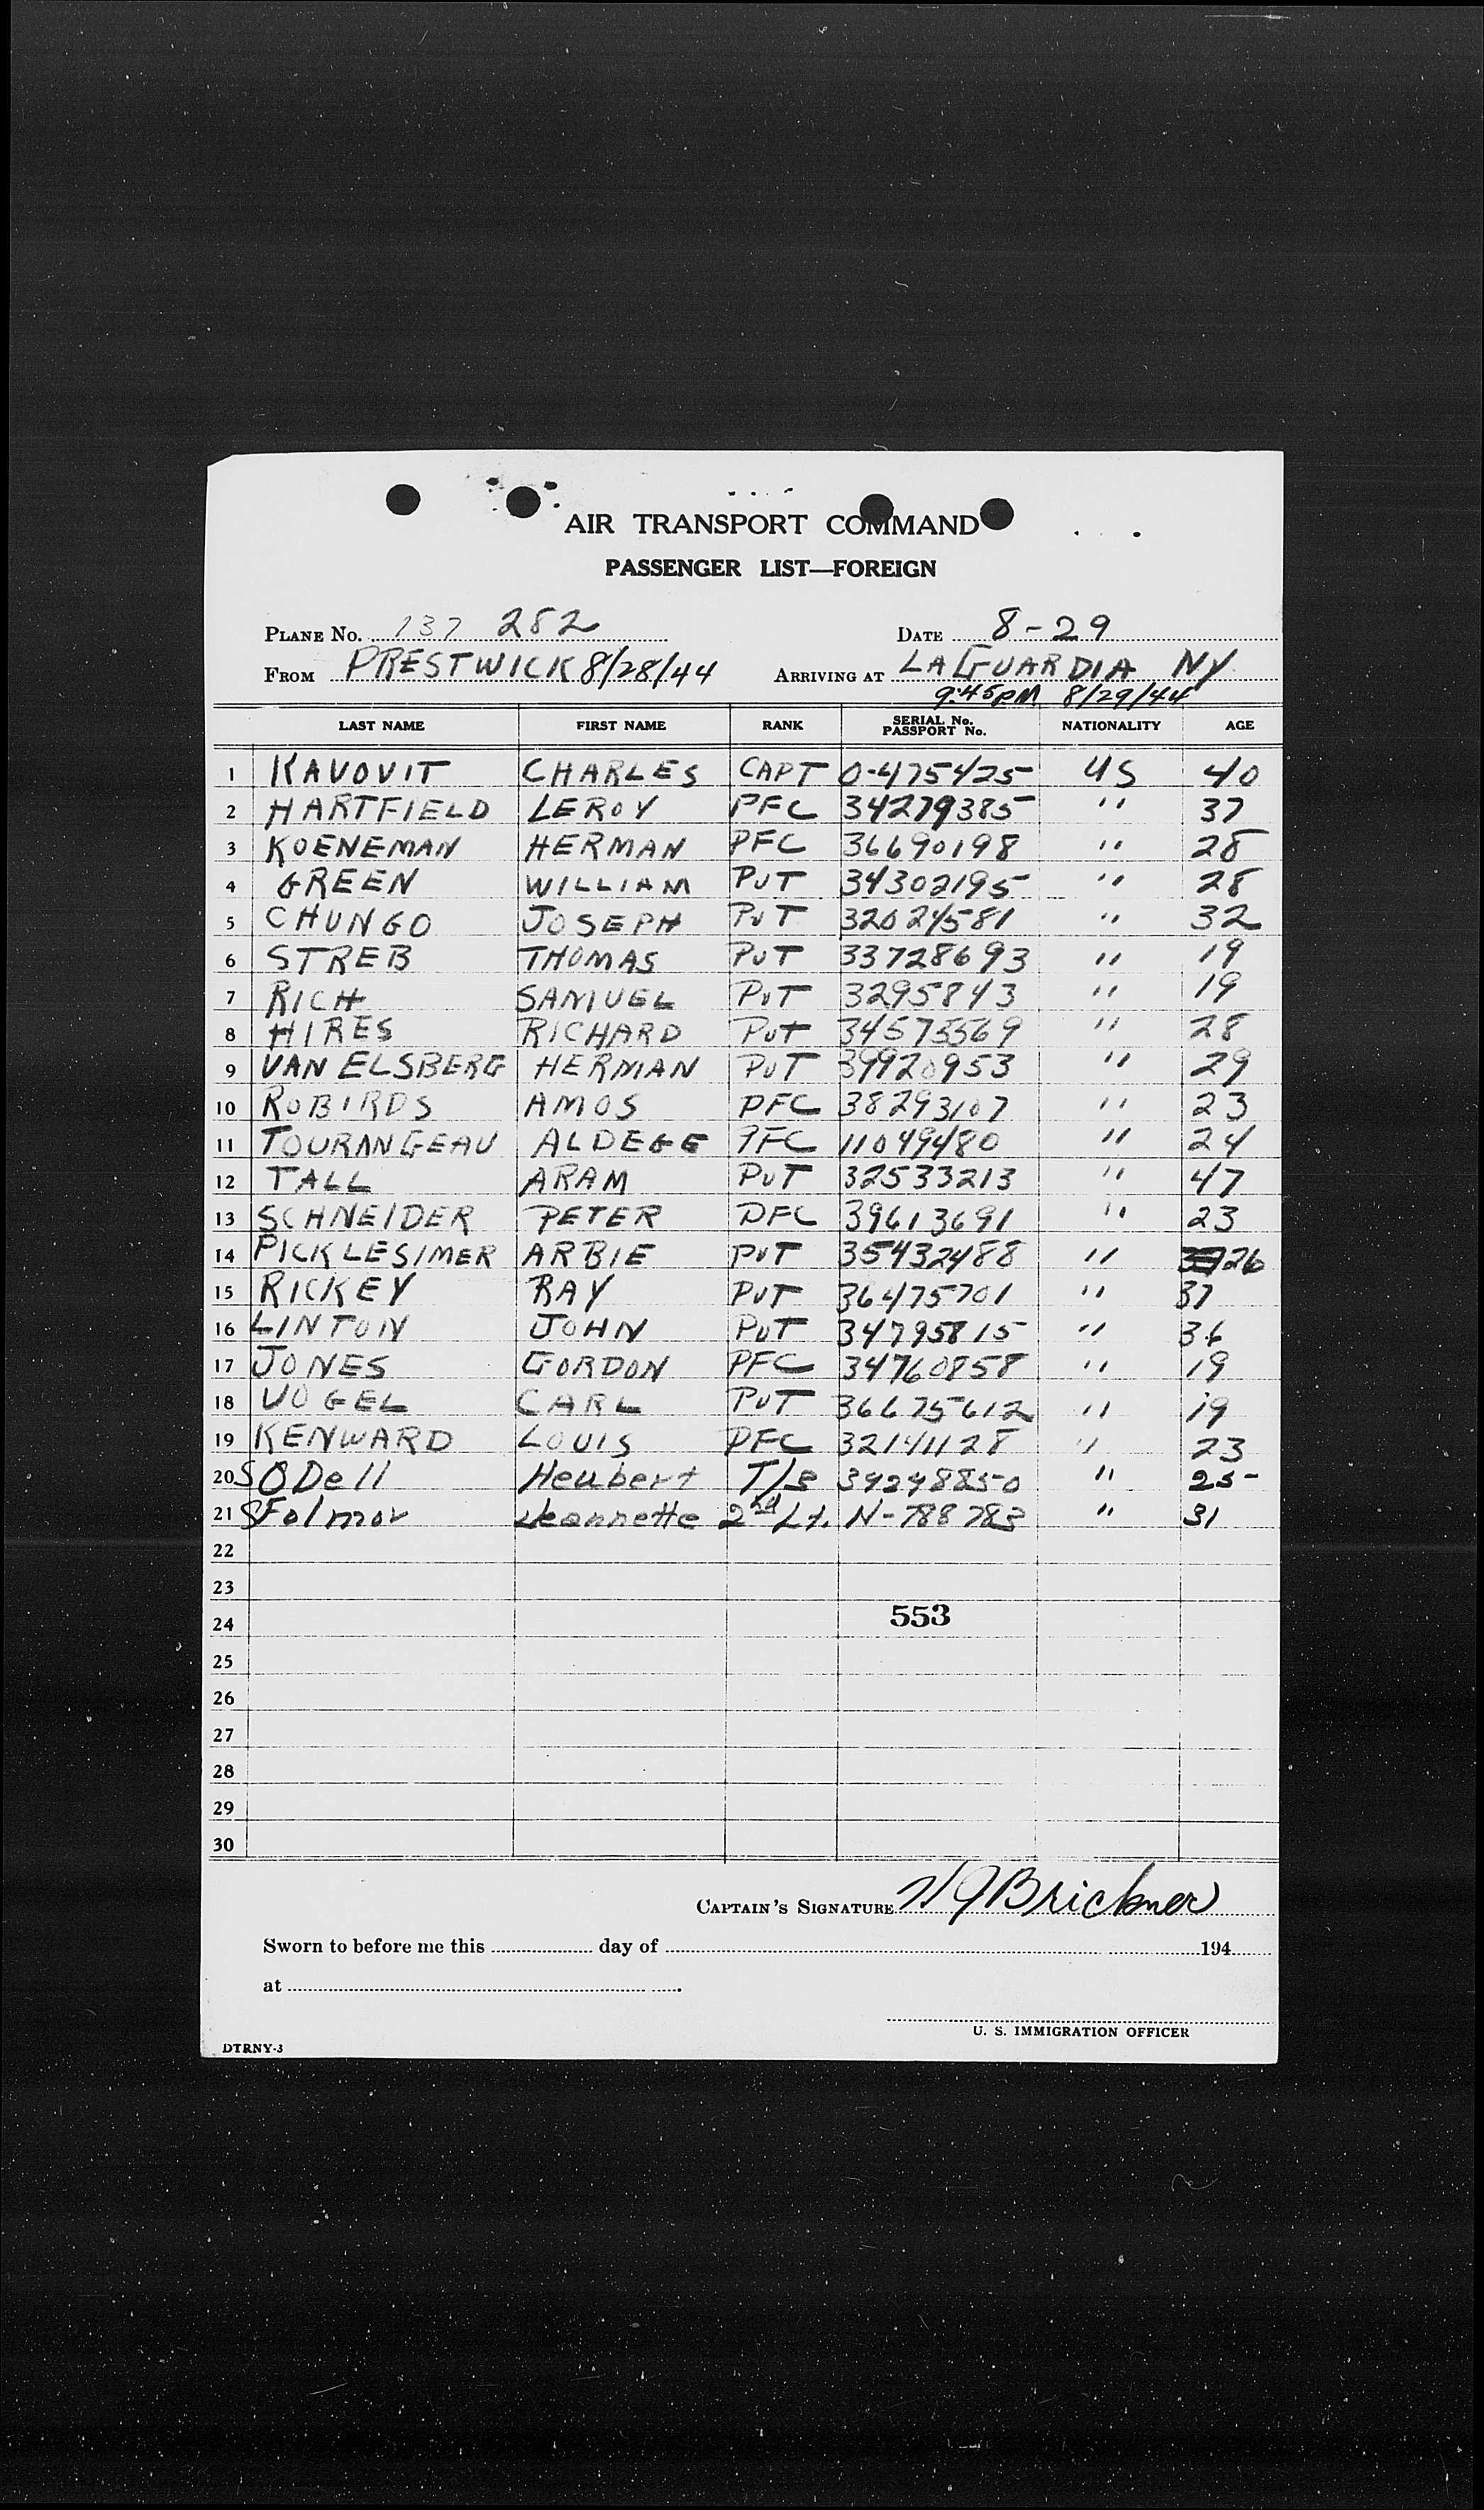 AIR TRANSPORT COMMAND
PASSENGER LIST—FOREIGN
PLANE No. 137 282 DATE 8-29
FROM PRESTWICK 8/28/44 ARRIVING AT LAGUARDIA NY
9:45PM 8/29/44
LAST NAME FIRST NAME RANK SERIAL No. PASSPORT No. NATIONALITY AGE
1 KAVOVIT CHARLES CAPT O-475425 US 40
2 HARTFIELD LEROY PFC 34279385 " 37
3 KOENEMAN HERMAN PFC 36690198 " 28
4 GREEN WILLIAM PvT 34302195 " 28
5 CHUNGO JOSEPH PvT 32024581 " 32
6 STREB THOMAS PvT 33728693 " 19
7 RICH SAMUEL PvT 3295843 " 19
8 HIRES RICHARD Pvt 34575569 " 28
9 VAN ELSBERG HERMAN PvT 39920953 " 29
10 ROBIRDS AMOS PFC 38293107 " 23
11 TOURANGEAU ALDEGE PFC 11049480 " 24
12 TALL ARAM PvT 32533213 " 47
13 SCHNEIDER PETER PFC 39613691 " 23
14 PICKLESIMER ARBIE PvT 35432488 " 26
15 RICKEY RAY PvT 36475701 " 37
16 LINTON JOHN PvT 34795815 " 36
17 JONES GORDON PFC 34760858 " 19
18 VOGEL CARL PvT 36675612 " 19
19 KENWARD LOUIS PFC 32141128 " 23
20 S ODell Heubert T/s 39248850 " 25
21 S Folmor Jeannette 2nd Lt. N-788783 " 31
22
23
24 553
25
26
27
28
29
30
CAPTAIN'S SIGNATURE Brickner
Sworn to before me this day of 194
at
U. S. IMMIGRATION OFFICER
DTRNY-3